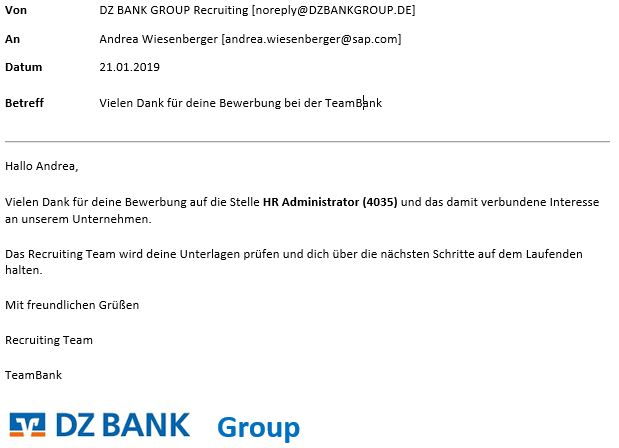 Von DZ BANK GROUP Recruiting [noreply@DZBANKGROUP.DE]
An Andrea Wiesenberger [andrea.wiesenberger@sap.com]
Datum 21.01.2019
Betreff Vielen Dank für deine Bewerbung bei der TeamBank
Hallo Andrea,
Vielen Dank für deine Bewerbung auf die Stelle HR Administrator (4035) und das damit verbundene Interesse
an unserem Unternehmen.
Das Recruiting Team wird deine Unterlagen prüfen und dich über die nächsten Schritte auf dem Laufenden
halten.
Mit freundlichen Grüßen
Recruiting Team
TeamBank
DZ BANK Group